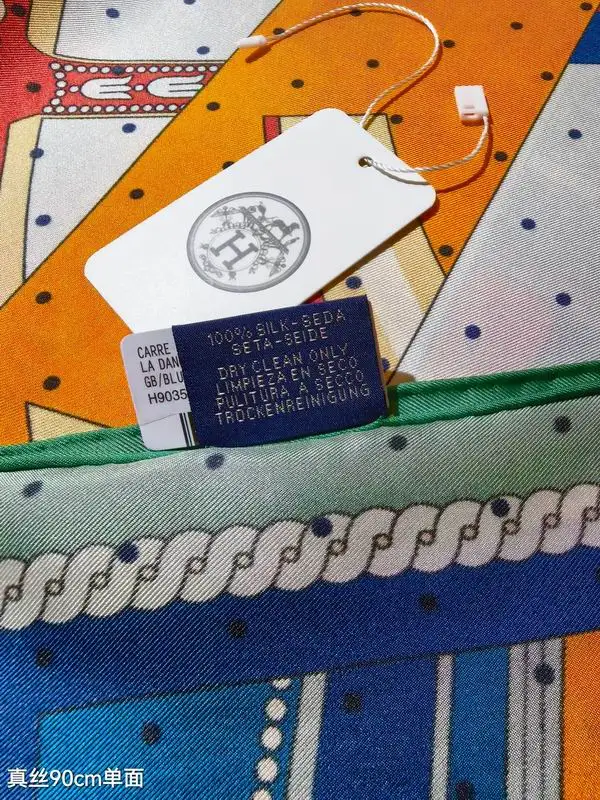 H
CARRE
LA DAN
GB/BLU
H9035
100% SILK-SEDA
SETA-SEIDE
DRY CLEAN ONLY
LIMPIEZA EN SECO
PULITURA A SECCO
TROCKENREINIGUNG
真丝90cm单面